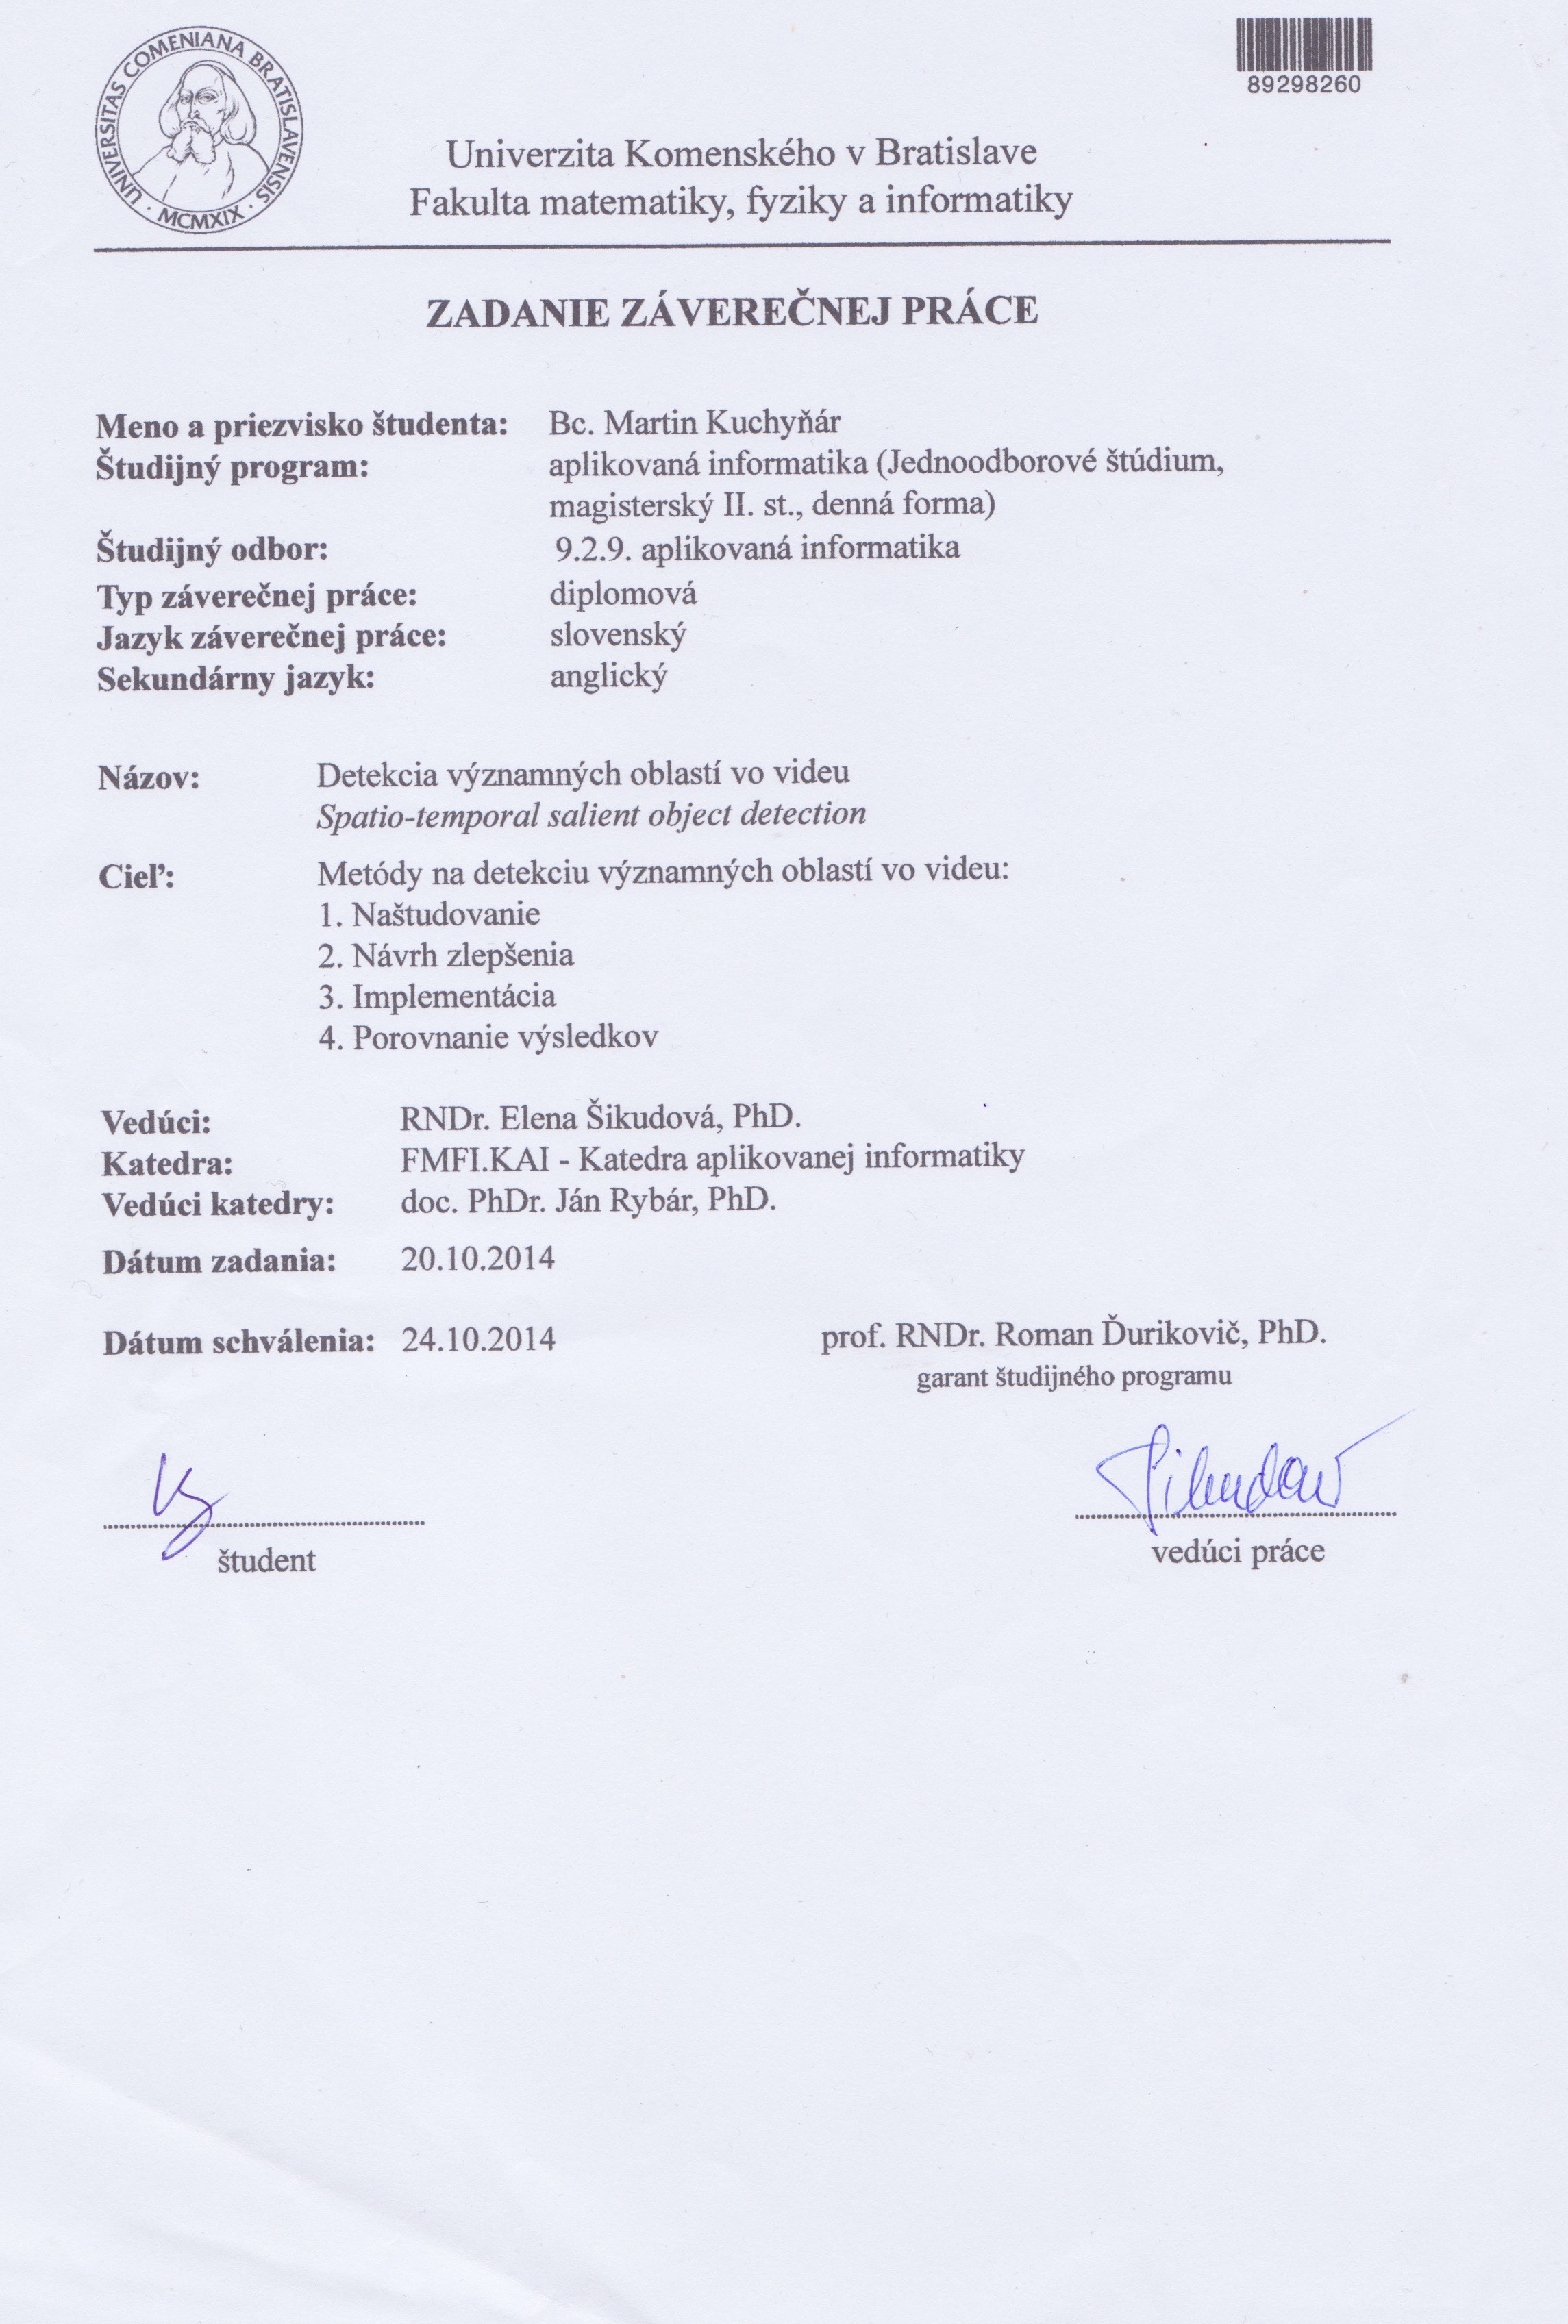 UNIVERSITAS COMENIANA BRATISLAVENSIS · MCMXIX ·
89298260
Univerzita Komenského v Bratislave
Fakulta matematiky, fyziky a informatiky
ZADANIE ZÁVEREČNEJ PRÁCE
Meno a priezvisko študenta: Bc. Martin Kuchyňár
Študijný program: aplikovaná informatika (Jednoodborové štúdium,
magisterský II. st., denná forma)
Študijný odbor: 9.2.9. aplikovaná informatika
Typ záverečnej práce: diplomová
Jazyk záverečnej práce: slovenský
Sekundárny jazyk: anglický
Názov: Detekcia významných oblastí vo videu
Spatio-temporal salient object detection
Cieľ: Metódy na detekciu významných oblastí vo videu:
1. Naštudovanie
2. Návrh zlepšenia
3. Implementácia
4. Porovnanie výsledkov
Vedúci: RNDr. Elena Šikudová, PhD.
Katedra: FMFI.KAI - Katedra aplikovanej informatiky
Vedúci katedry: doc. PhDr. Ján Rybár, PhD.
Dátum zadania: 20.10.2014
Dátum schválenia: 24.10.2014 prof. RNDr. Roman Ďurikovič, PhD.
garant študijného programu
študent
vedúci práce